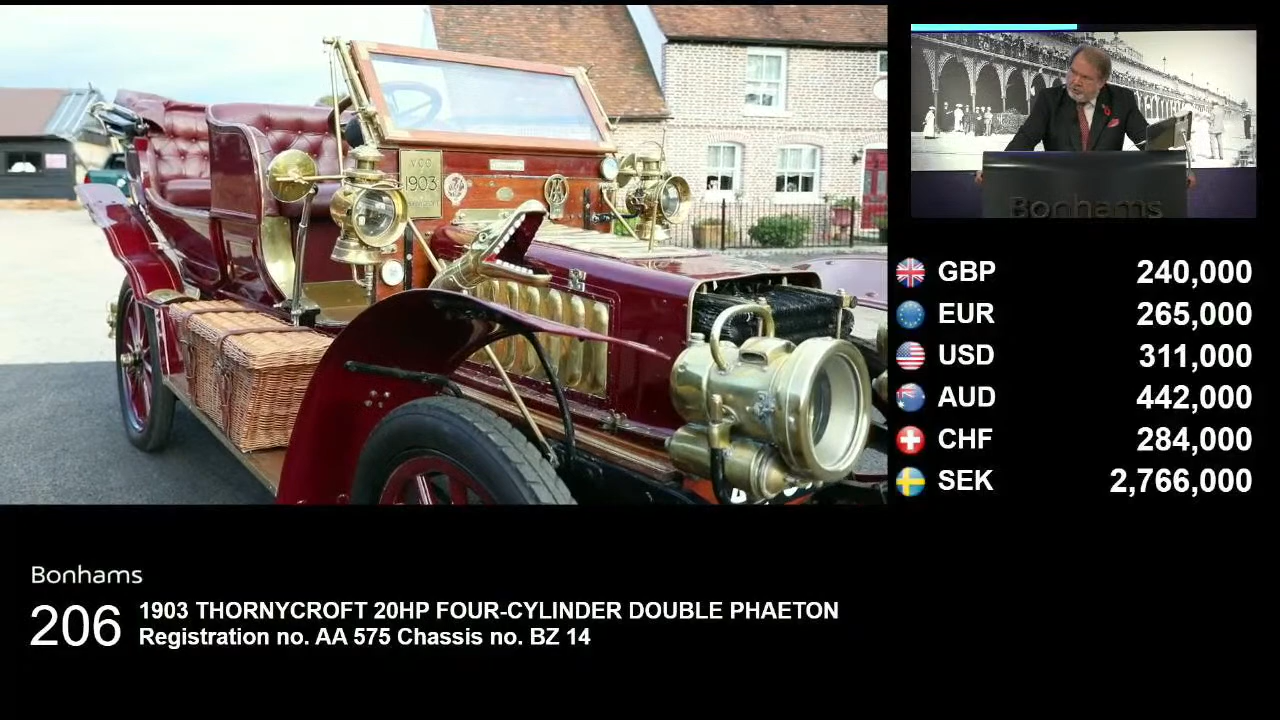 VCC
1903
Bonhams
GBP 240,000
EUR 265,000
USD 311,000
AUD 442,000
CHF 284,000
SEK 2,766,000
Bonhams
206
1903 THORNYCROFT 20HP FOUR-CYLINDER DOUBLE PHAETON
Registration no. AA 575 Chassis no. BZ 14